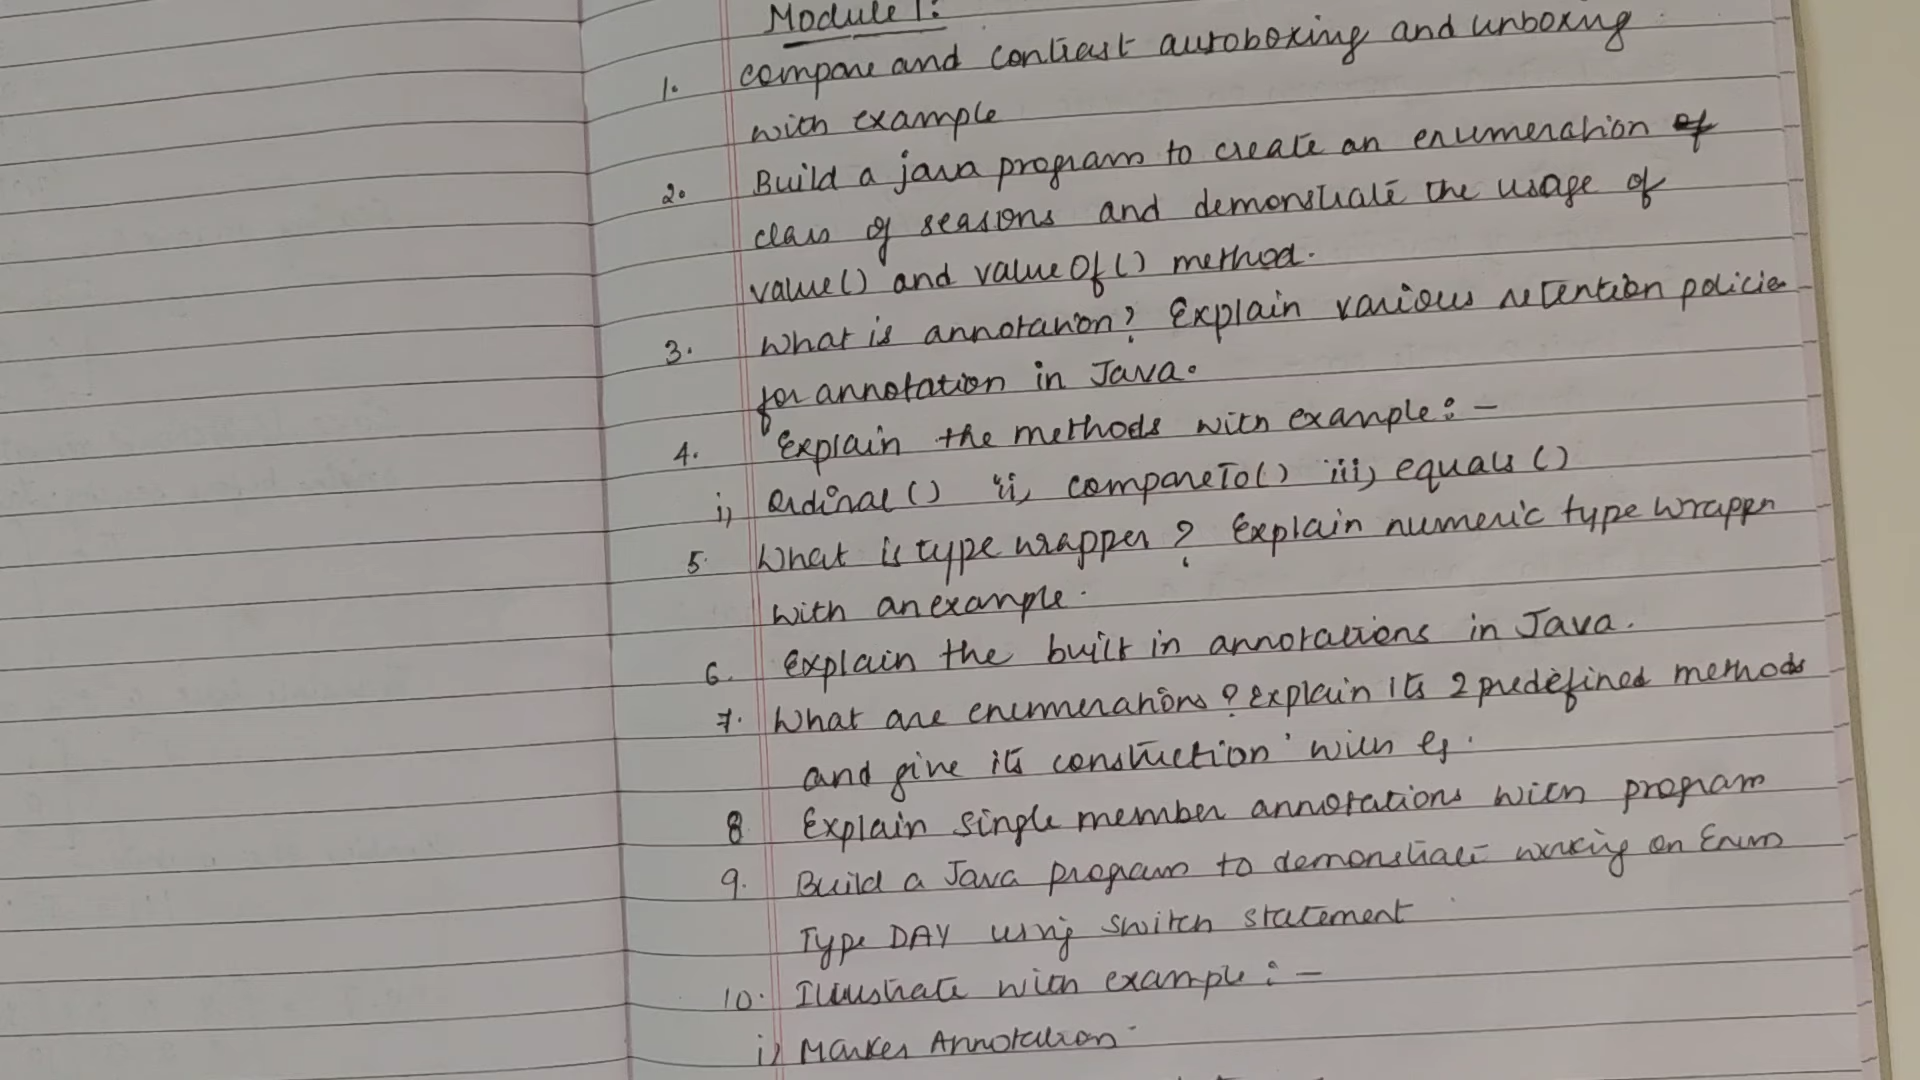 Module 1:
1. compare and contrast autoboxing and unboxing
with example
2. Build a java program to create an enumeration of
class of seasons and demonstrate the usage of
value() and valueOf() method.
3. What is annotation? Explain various retention policies
for annotation in Java.
4. Explain the methods with example: -
i) Ordinal() ii, compareTo() iii) equals()
5. What is type wrapper? Explain numeric type wrapper
with an example.
6. Explain the built in annotations in Java.
7. What are enumerations? explain its 2 predefined methods
and give its construction with eg.
8 Explain single member annotations with program
9. Build a Java program to demonstrate working on Enum
Type DAY using switch statement
10. Illustrate with example: -
i) Marker Annotation